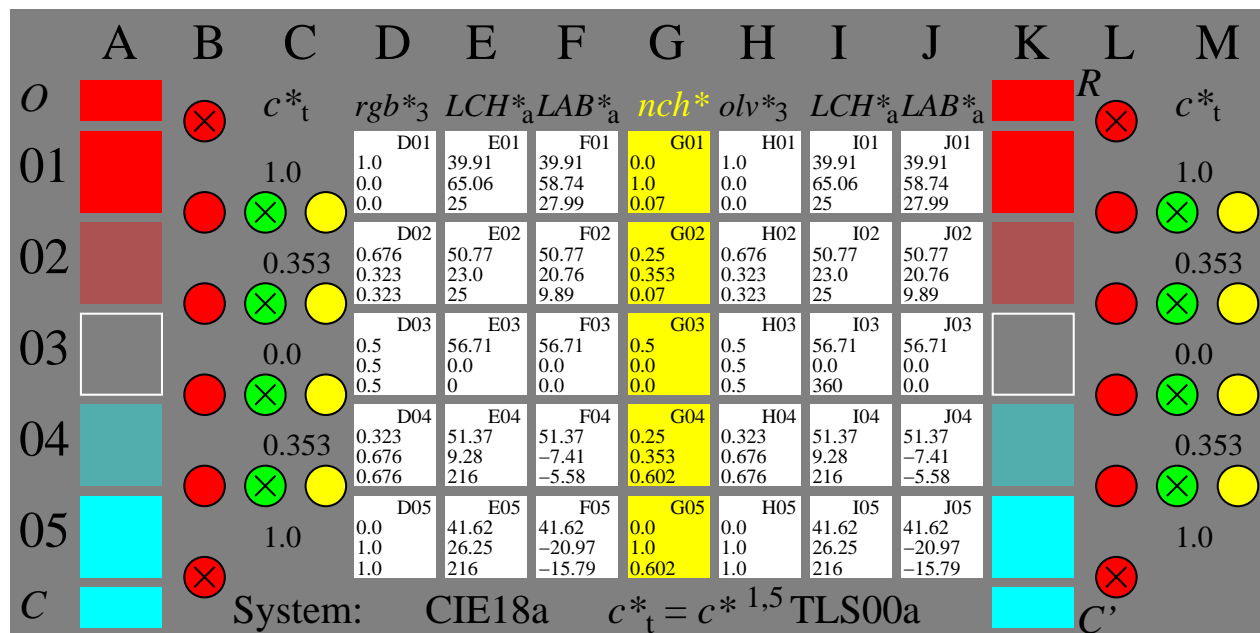 A B C D E F G H I J K L M
O c*t rgb*3 LCH*a LAB*a nch* olv*3 LCH*a LAB*a R c*t
01 1.0 1.0
D01 E01 F01 G01 H01 I01 J01
1.0 39.91 39.91 0.0 1.0 39.91 39.91
0.0 65.06 58.74 1.0 0.0 65.06 58.74
0.0 25 27.99 0.07 0.0 25 27.99
02 0.353 0.353
D02 E02 F02 G02 H02 I02 J02
0.676 50.77 50.77 0.25 0.676 50.77 50.77
0.323 23.0 20.76 0.353 0.323 23.0 20.76
0.323 25 9.89 0.07 0.323 25 9.89
03 0.0 0.0
D03 E03 F03 G03 H03 I03 J03
0.5 56.71 56.71 0.5 0.5 56.71 56.71
0.5 0.0 0.0 0.0 0.5 0.0 0.0
0.5 0 0.0 0.0 0.5 360 0.0
04 0.353 0.353
D04 E04 F04 G04 H04 I04 J04
0.323 51.37 51.37 0.25 0.323 51.37 51.37
0.676 9.28 −7.41 0.353 0.676 9.28 −7.41
0.676 216 −5.58 0.602 0.676 216 −5.58
05 1.0 1.0
D05 E05 F05 G05 H05 I05 J05
0.0 41.62 41.62 0.0 0.0 41.62 41.62
1.0 26.25 −20.97 1.0 1.0 26.25 −20.97
1.0 216 −15.79 0.602 1.0 216 −15.79
C System: CIE18a c*t = c* 1,5 TLS00a C'